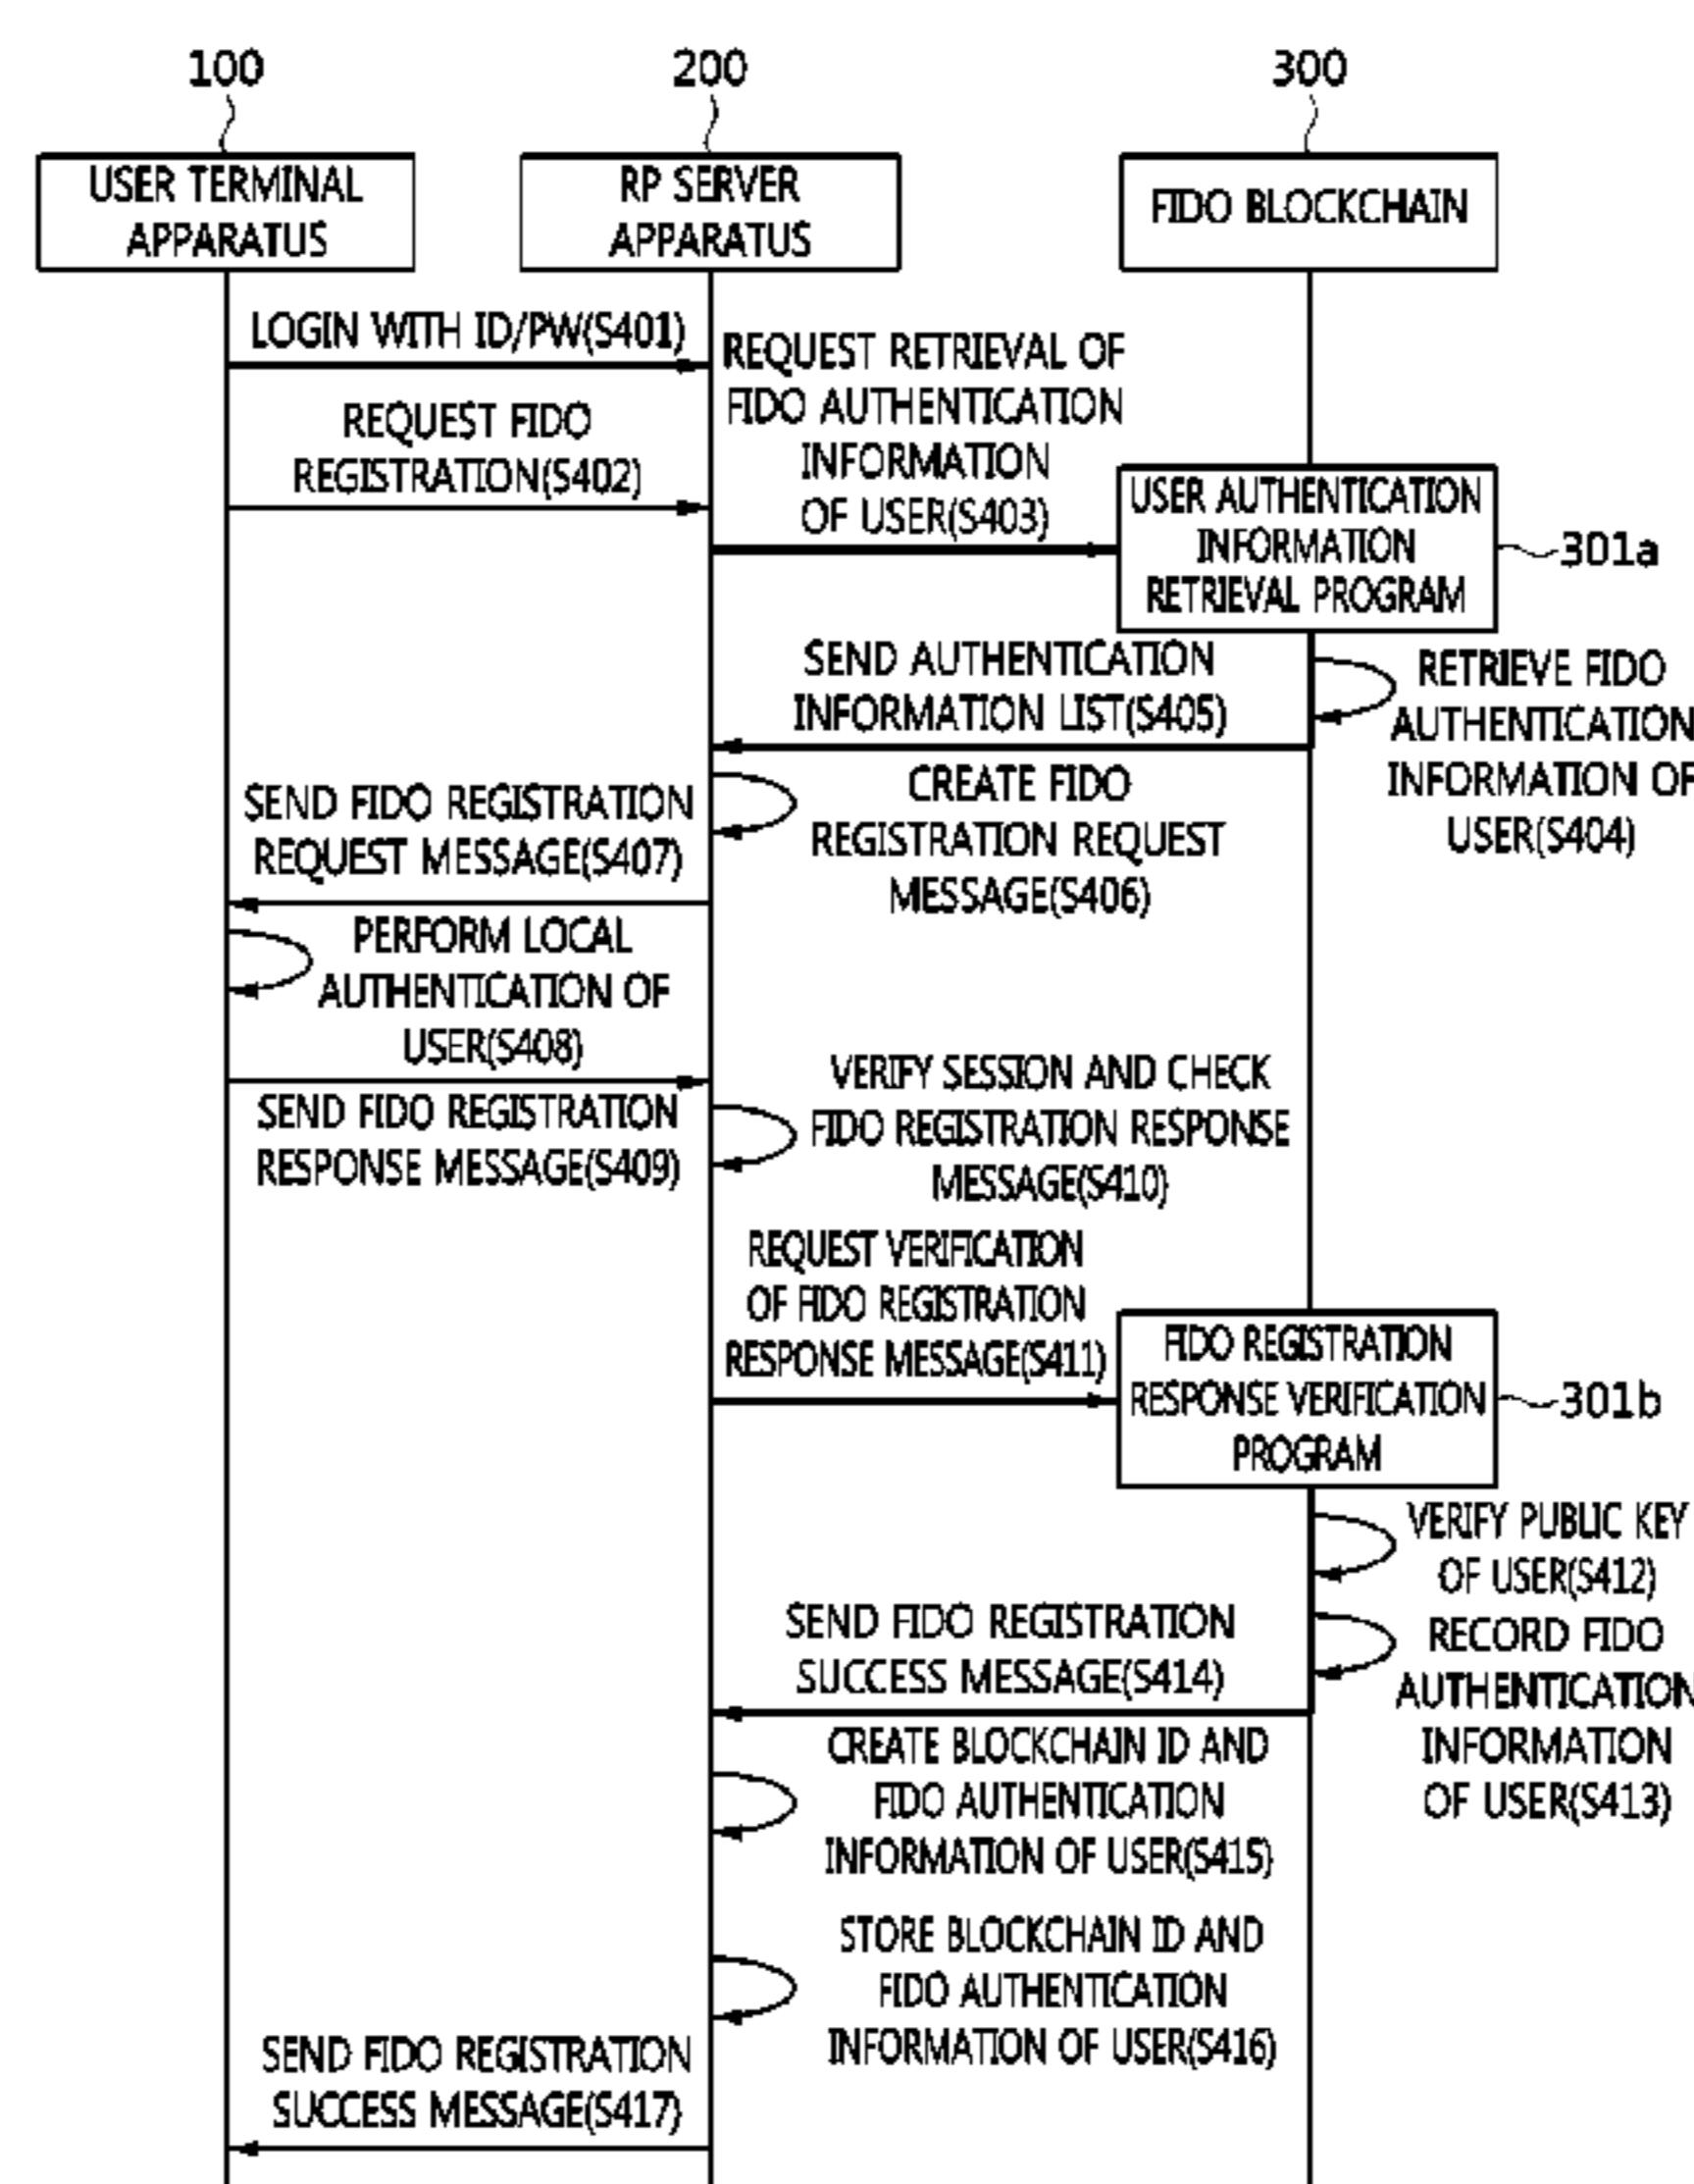 100
200
300
USER TERMINAL
APPARATUS
RP SERVER
APPARATUS
FIDO BLOCKCHAIN
LOGIN WITH ID/PW(S401)
REQUEST FIDO
REGISTRATION(S402)
REQUEST RETRIEVAL OF
FIDO AUTHENTICATION
INFORMATION
OF USER(S403)
USER AUTHENTICATION
INFORMATION
RETRIEVAL PROGRAM
301a
RETRIEVE FIDO
AUTHENTICATION
INFORMATION OF
USER(S404)
SEND AUTHENTICATION
INFORMATION LIST(S405)
CREATE FIDO
REGISTRATION REQUEST
MESSAGE(S406)
SEND FIDO REGISTRATION
REQUEST MESSAGE(S407)
PERFORM LOCAL
AUTHENTICATION OF
USER(S408)
SEND FIDO REGISTRATION
RESPONSE MESSAGE(S409)
VERIFY SESSION AND CHECK
FIDO REGISTRATION RESPONSE
MESSAGE(S410)
REQUEST VERIFICATION
OF FIDO REGISTRATION
RESPONSE MESSAGE(S411)
FIDO REGISTRATION
RESPONSE VERIFICATION
PROGRAM
301b
VERIFY PUBLIC KEY
OF USER(S412)
RECORD FIDO
AUTHENTICATION
INFORMATION
OF USER(S413)
SEND FIDO REGISTRATION
SUCCESS MESSAGE(S414)
CREATE BLOCKCHAIN ID AND
FIDO AUTHENTICATION
INFORMATION OF USER(S415)
STORE BLOCKCHAIN ID AND
FIDO AUTHENTICATION
INFORMATION OF USER(S416)
SEND FIDO REGISTRATION
SUCCESS MESSAGE(S417)